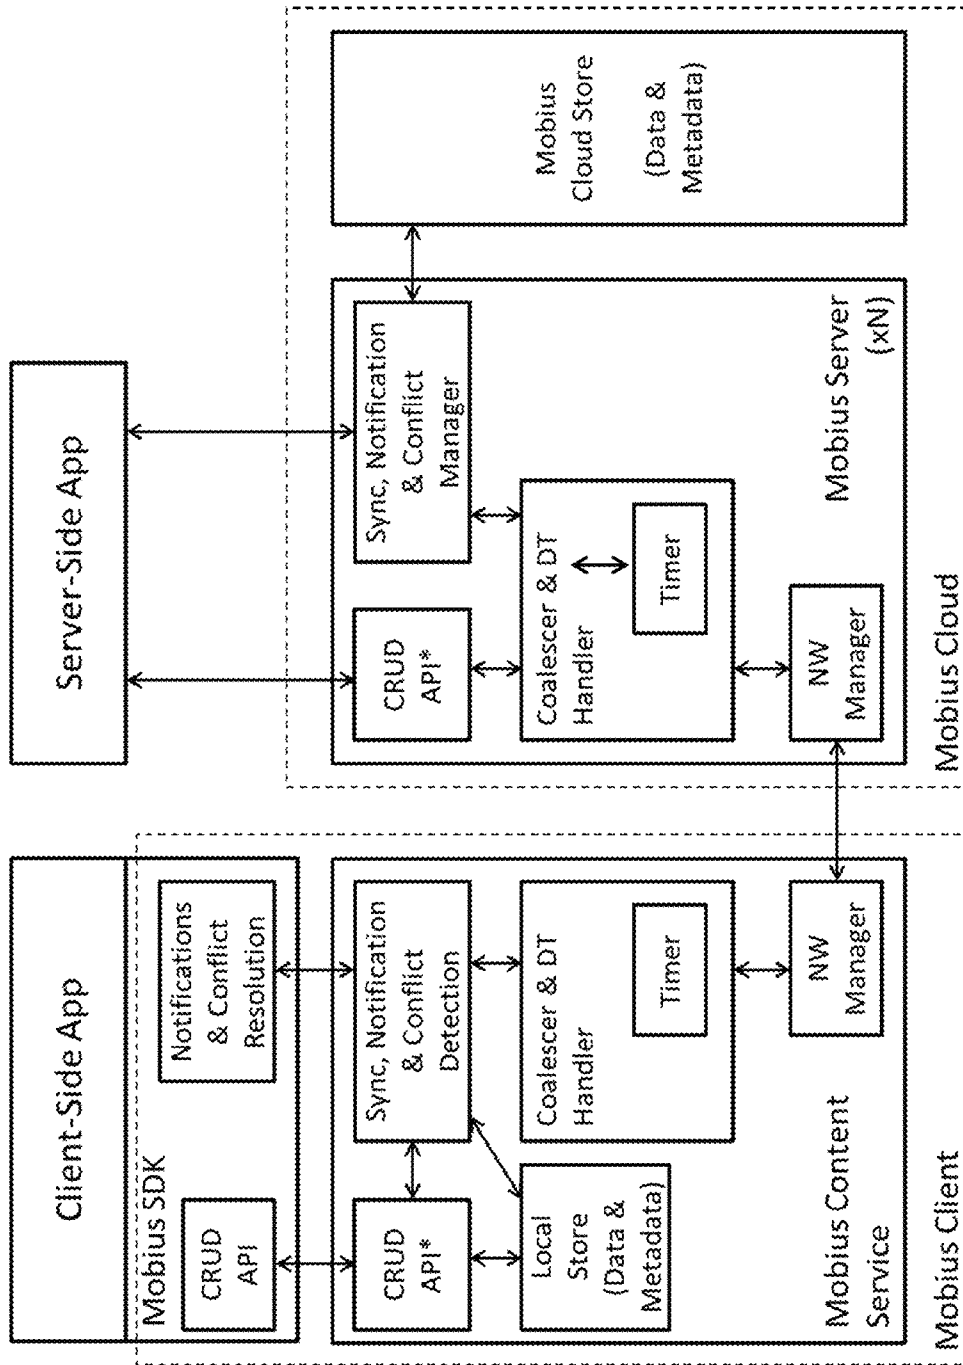 Client-Side App
Mobius SDK
CRUD
API
Notifications
& Conflict
Resolution
CRUD
API*
Sync, Notification
& Conflict
Detection
Local
Store
(Data &
Metadata)
Coalescer & DT
Handler
Timer
NW
Manager
Mobius Content
Service
Mobius Client
Server-Side App
CRUD
API*
Sync, Notification
& Conflict
Manager
Coalescer & DT
Handler
Timer
NW
Manager
Mobius Server
(xN)
Mobius
Cloud Store
(Data &
Metadata)
Mobius Cloud